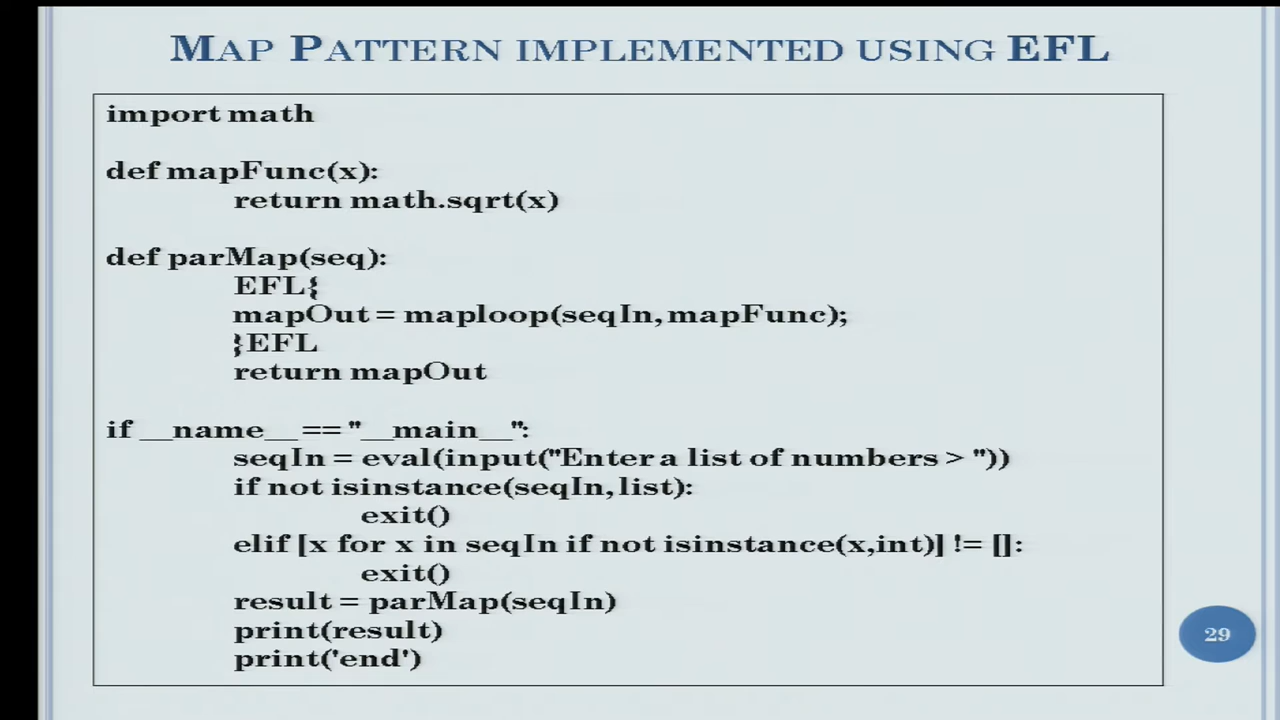 MAP PATTERN IMPLEMENTED USING EFL
import math
def mapFunc(x):
return math.sqrt(x)
def parMap(seq):
EFL{
mapOut = maploop(seqIn, mapFunc);
}EFL
return mapOut
if __name__ == "__main__":
seqIn = eval(input("Enter a list of numbers > "))
if not isinstance(seqIn, list):
exit()
elif [x for x in seqIn if not isinstance(x,int)] != []:
exit()
result = parMap(seqIn)
print(result)
print('end')
29